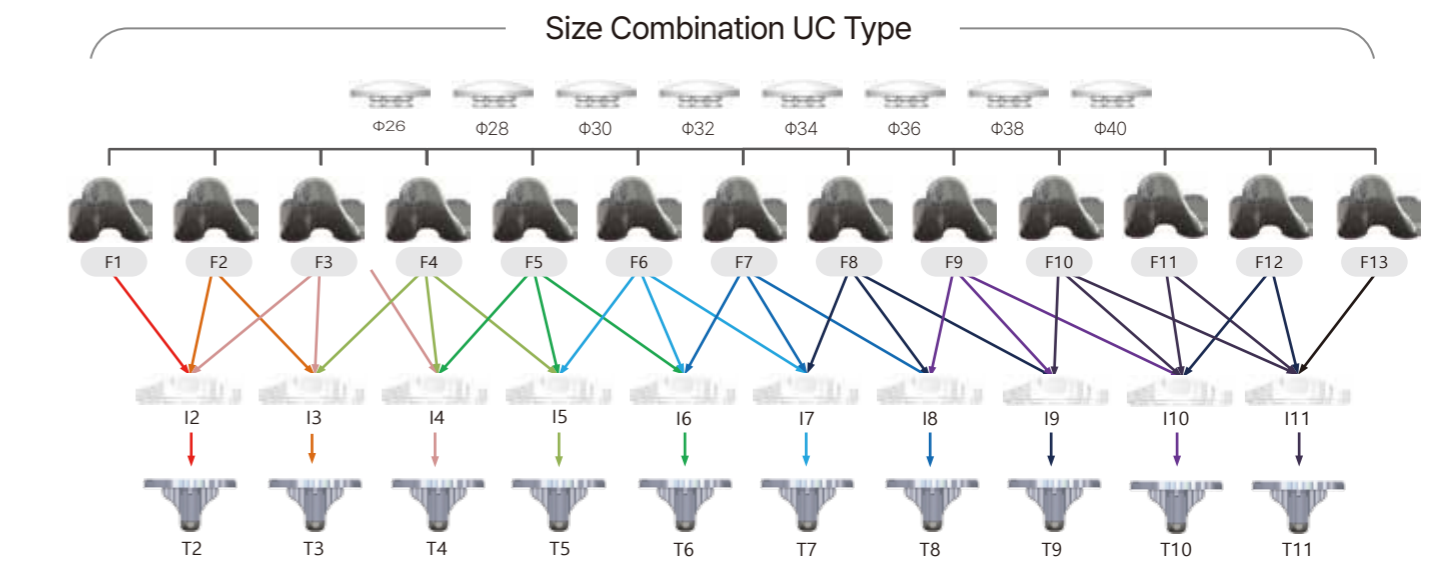 Size Combination UC Type
Φ26 Φ28 Φ30 Φ32 Φ34 Φ36 Φ38 Φ40
F1 F2 F3 F4 F5 F6 F7 F8 F9 F10 F11 F12 F13
I2 I3 I4 I5 I6 I7 I8 I9 I10 I11
T2 T3 T4 T5 T6 T7 T8 T9 T10 T11